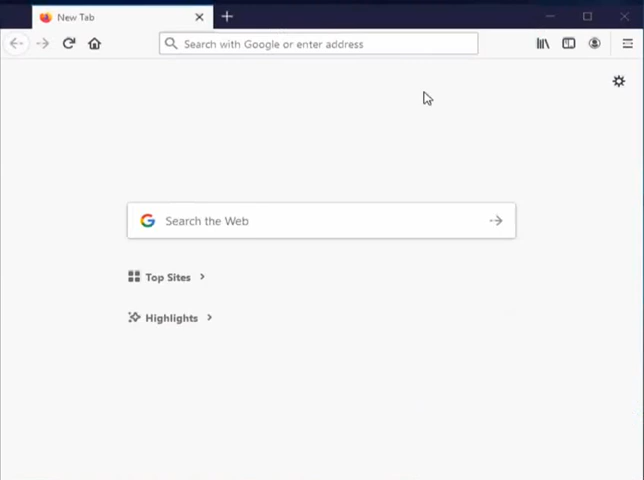 New Tab
Search with Google or enter address
Search the Web
Top Sites
Highlights